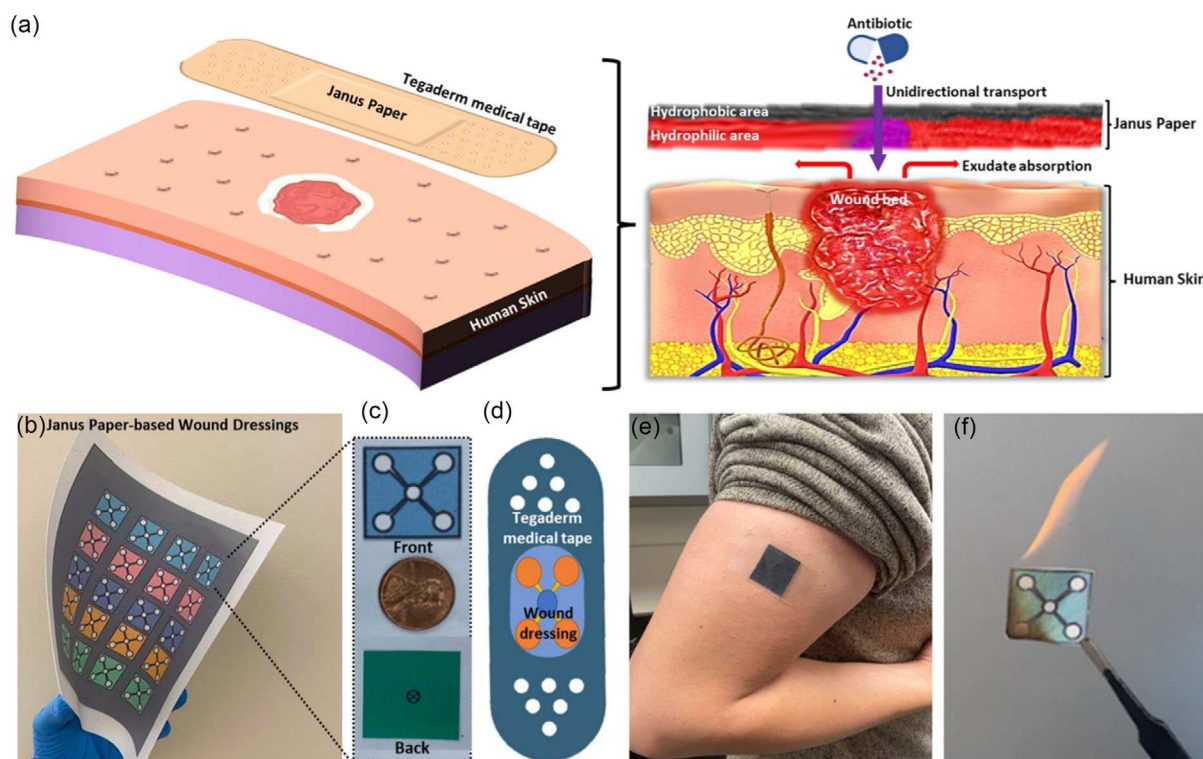 (a)
Tegaderm medical tape
Janus Paper
Human Skin
Antibiotic
Unidirectional transport
Hydrophobic area
Hydrophilic area
Janus Paper
Exudate absorption
Wound bed
Human Skin
(b)
Janus Paper-based Wound Dressings
(c)
Front
Back
(d)
Tegaderm
medical tape
Wound
dressing
(e)
(f)